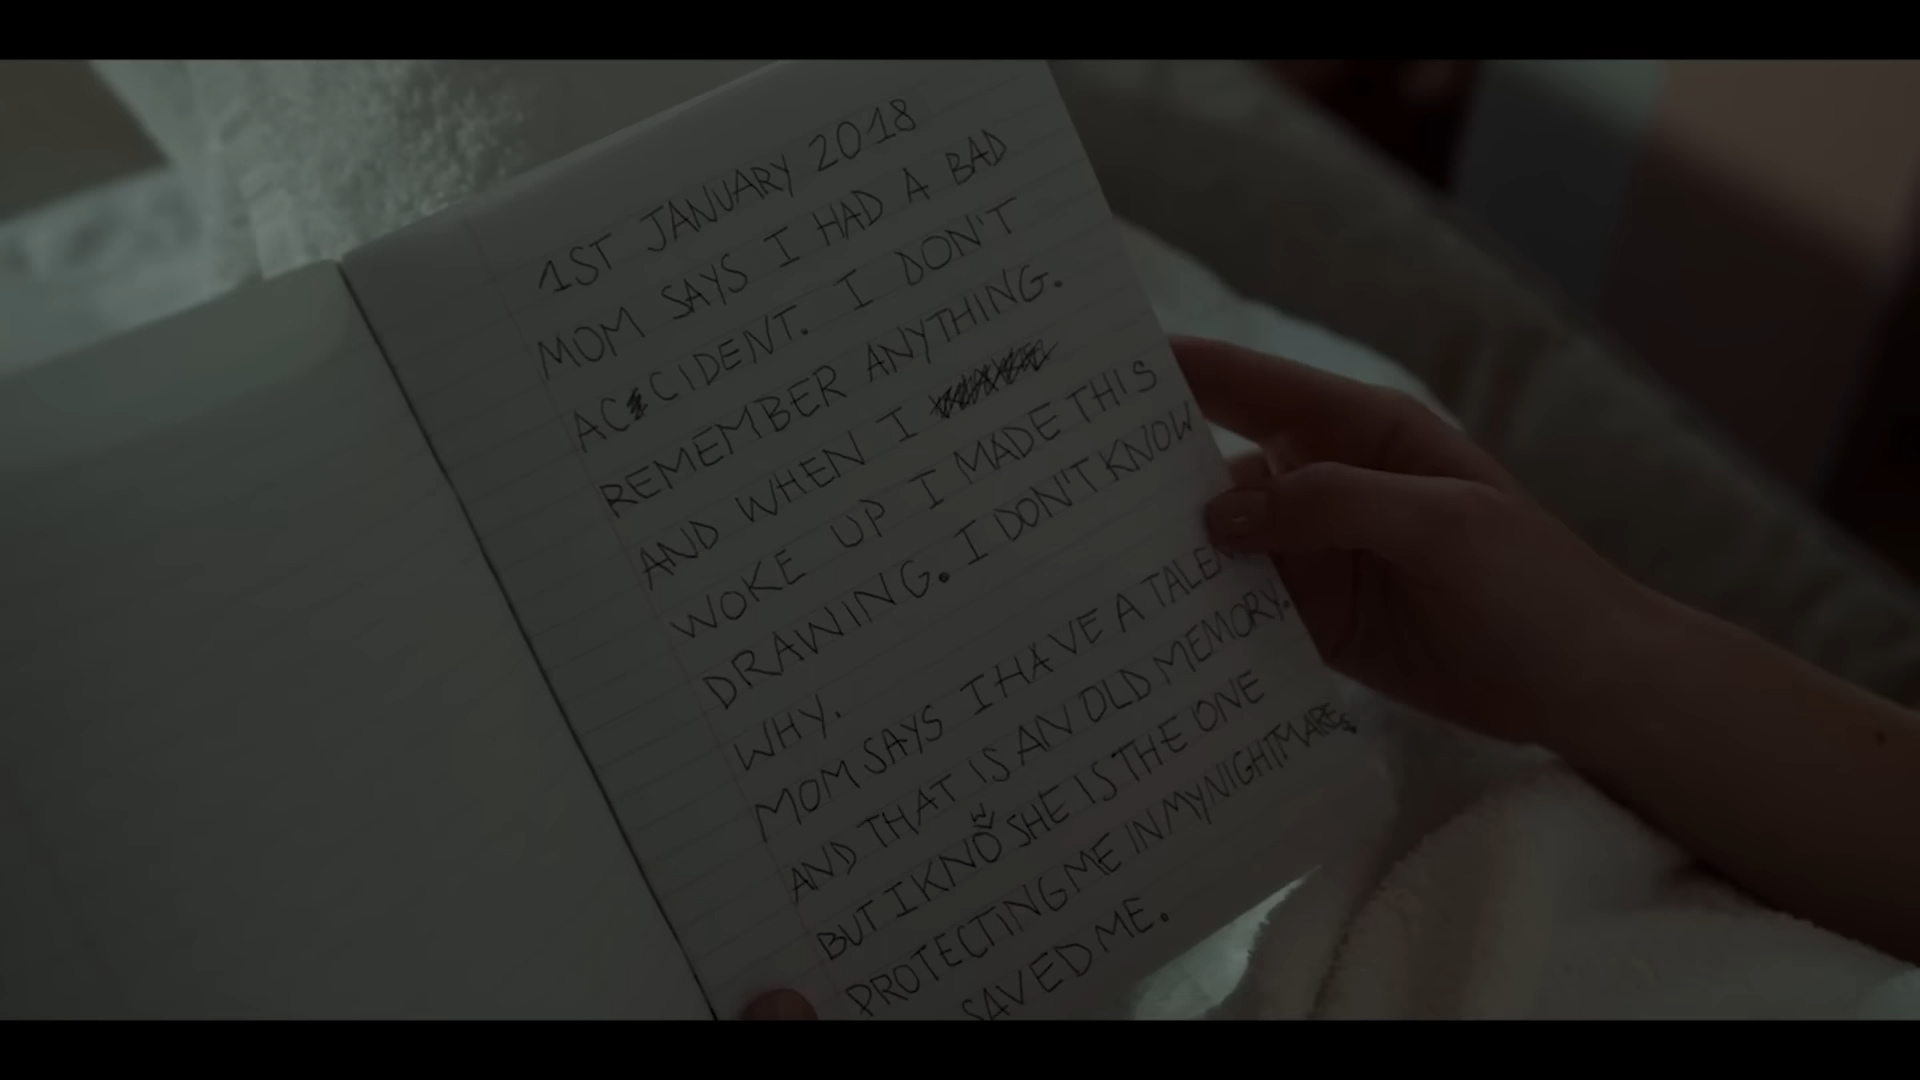 1ST JANUARY 2018
MOM SAYS I HAD A BAD
ACCIDENT. I DON'T
REMEMBER ANYTHING.
AND WHEN I
WOKE UP I MADE THIS
DRAWING. I DON'T KNOW
WHY.
MOM SAYS I HAVE A
AND THAT IS AN OLD MEMORY.
BUT I KNOW SHE IS THE ONE
PROTECTING ME IN MY NIGHTMARE.
SAVED ME.